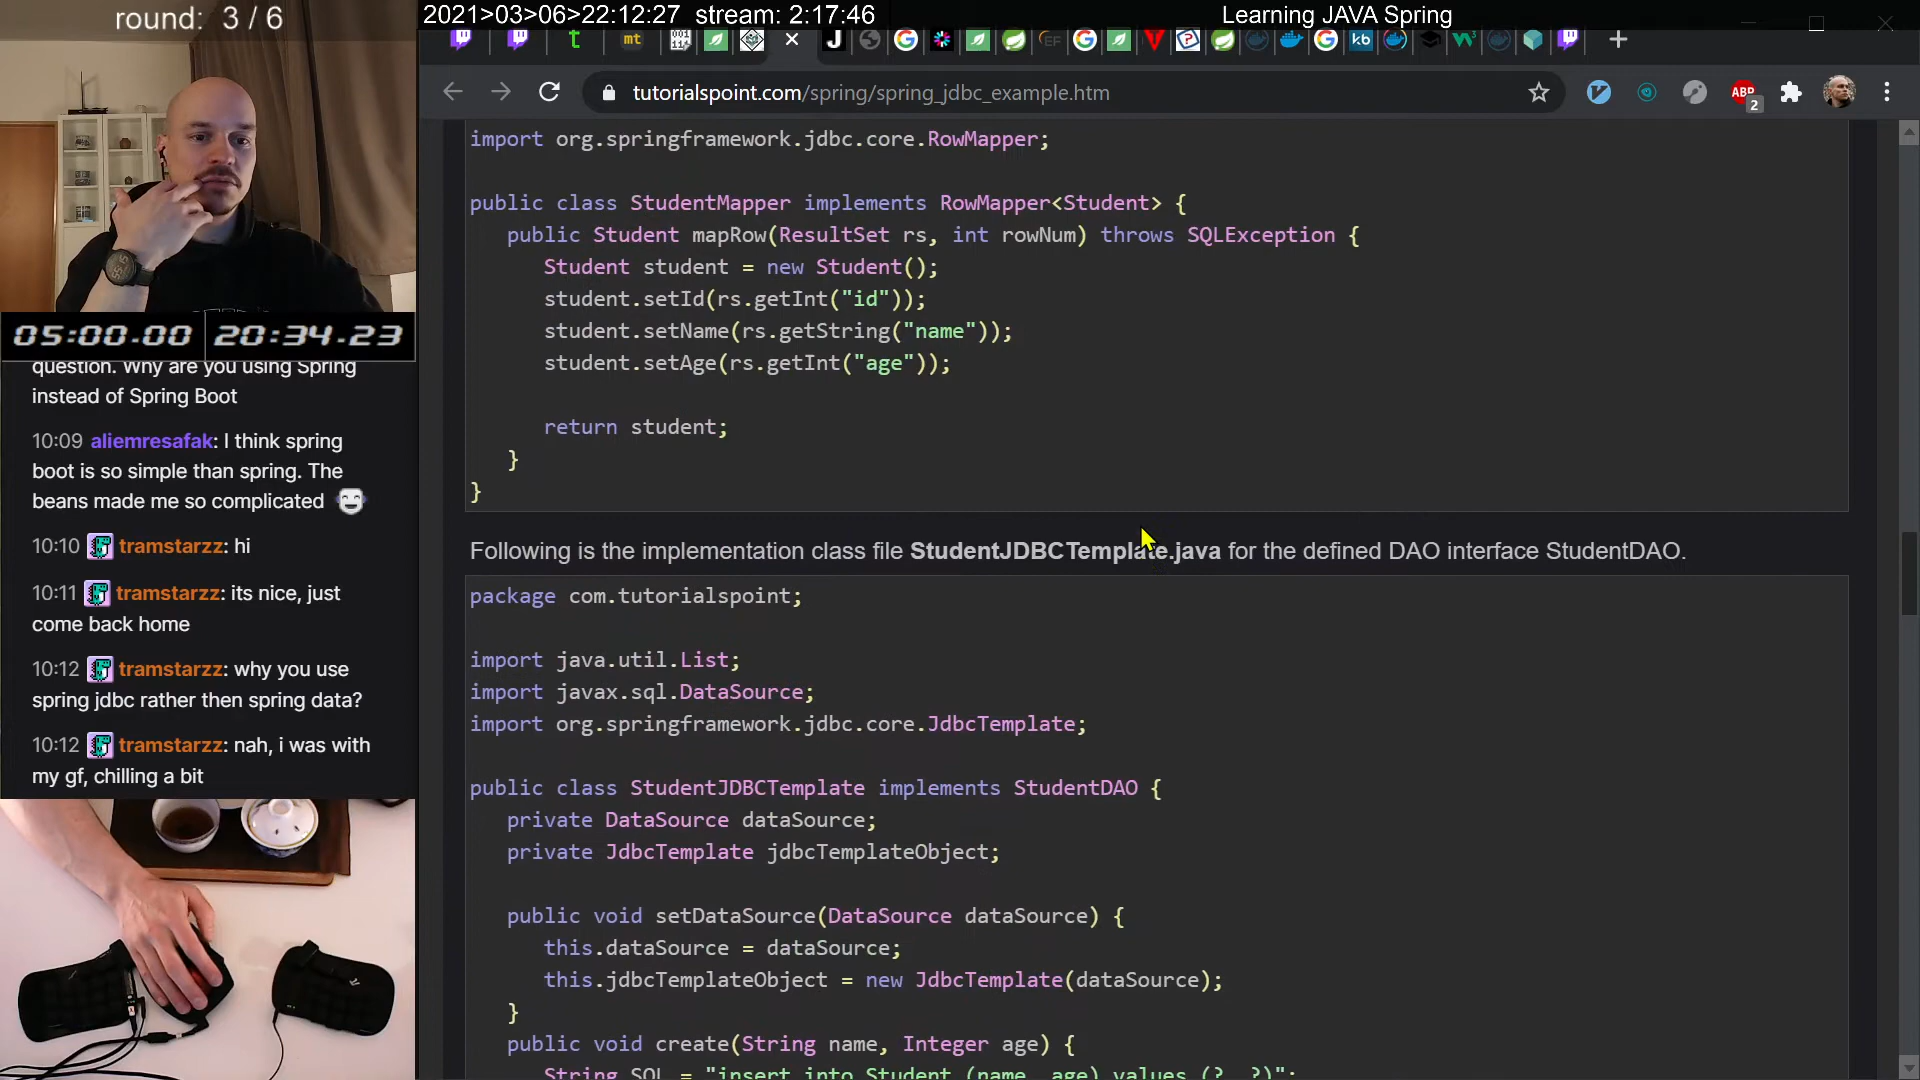 round: 3 / 6
2021>03>06>22:12:27 stream: 2:17:46
Learning JAVA Spring
tutorialspoint.com/spring/spring_jdbc_example.htm
ABP
2
05:00.00 20:34.23
question. Why are you using Spring
instead of Spring Boot
10:09 aliemresafak: I think spring
boot is so simple than spring. The
beans made me so complicated
10:10 tramstarzz: hi
10:11 tramstarzz: its nice, just
come back home
10:12 tramstarzz: why you use
spring jdbc rather then spring data?
10:12 tramstarzz: nah, i was with
my gf, chilling a bit
import org.springframework.jdbc.core.RowMapper;
public class StudentMapper implements RowMapper<Student> {
public Student mapRow(ResultSet rs, int rowNum) throws SQLException {
Student student = new Student();
student.setId(rs.getInt("id"));
student.setName(rs.getString("name"));
student.setAge(rs.getInt("age"));
return student;
}
}
Following is the implementation class file StudentJDBCTemplate.java for the defined DAO interface StudentDAO.
package com.tutorialspoint;
import java.util.List;
import javax.sql.DataSource;
import org.springframework.jdbc.core.JdbcTemplate;
public class StudentJDBCTemplate implements StudentDAO {
private DataSource dataSource;
private JdbcTemplate jdbcTemplateObject;
public void setDataSource(DataSource dataSource) {
this.dataSource = dataSource;
this.jdbcTemplateObject = new JdbcTemplate(dataSource);
}
public void create(String name, Integer age) {
String SQL = "insert into Student (name, age) values (?, ?)";